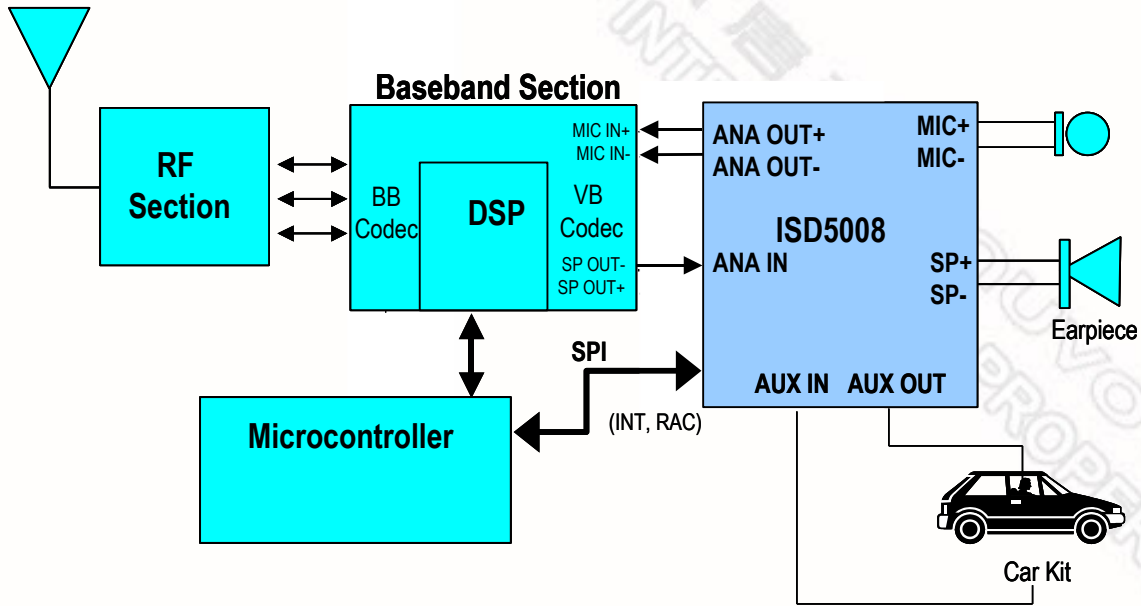 Baseband Section
RF
Section
BB
Codec
DSP
MIC IN+
MIC IN-
VB
Codec
SP OUT-
SP OUT+
ANA OUT+
ANA OUT-
ISD5008
ANA IN
MIC+
MIC-
SP+
SP-
AUX IN
AUX OUT
Earpiece
SPI
(INT, RAC)
Microcontroller
Car Kit